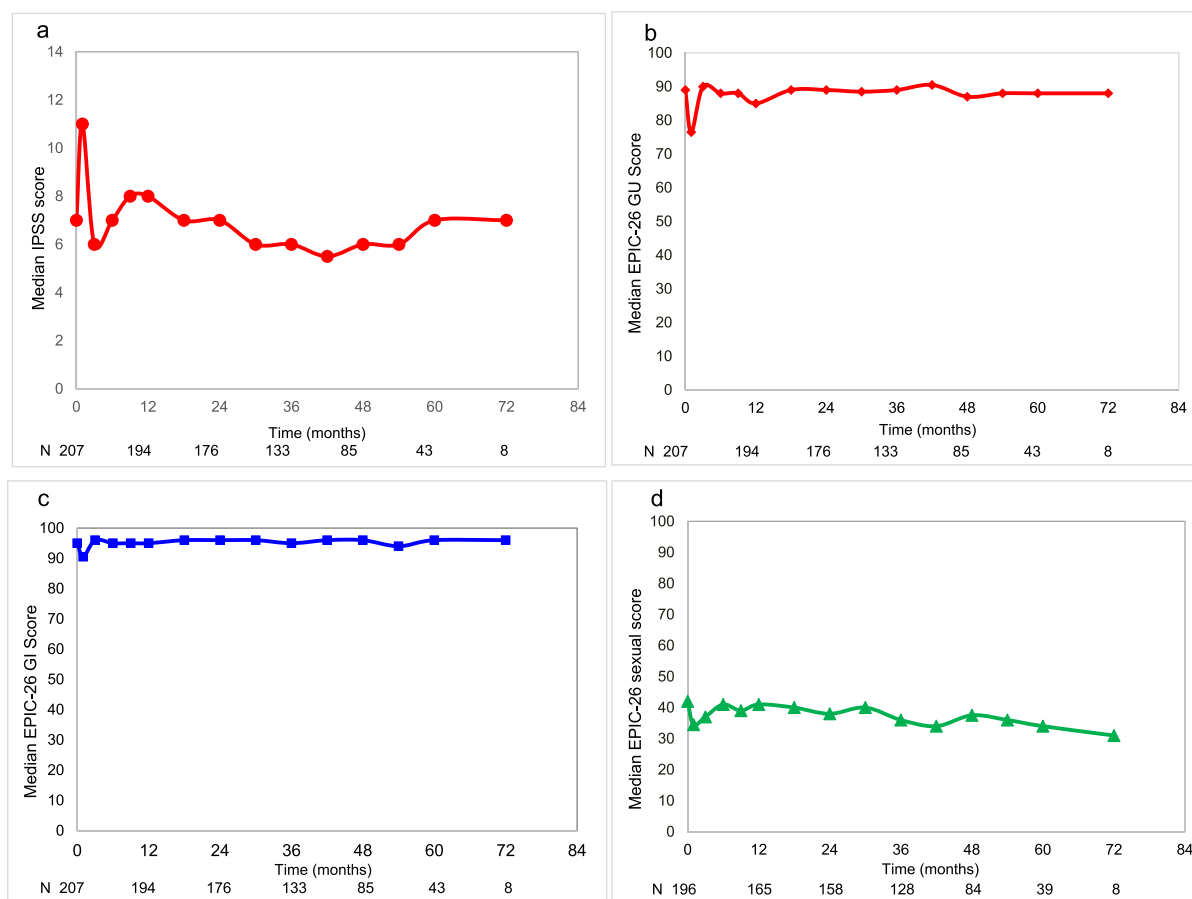 a
14
12
10
8
6
4
2
0
Median IPSS score
0 12 24 36 48 60 72 84
Time (months)
N 207 194 176 133 85 43 8
b
100
90
80
70
60
50
40
30
20
10
0
Median EPIC-26 GU Score
0 12 24 36 48 60 72 84
Time (months)
N 207 194 176 133 85 43 8
c
100
90
80
70
60
50
40
30
20
10
0
Median EPIC-26 GI Score
0 12 24 36 48 60 72 84
Time (months)
N 207 194 176 133 85 43 8
d
100
90
80
70
60
50
40
30
20
10
0
Median EPIC-26 sexual score
0 12 24 36 48 60 72 84
Time (months)
N 196 165 158 128 84 39 8